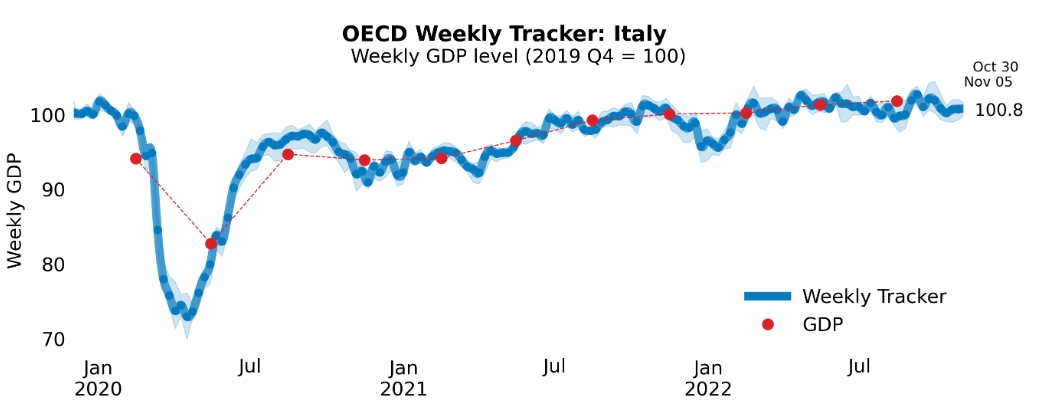 OECD Weekly Tracker: Italy
Weekly GDP level (2019 Q4 = 100)
Oct 30
Nov 05
100.8
Weekly GDP
100
90
80
70
Weekly Tracker
GDP
Jan Jul Jan Jul Jan Jul
2020 2021 2022